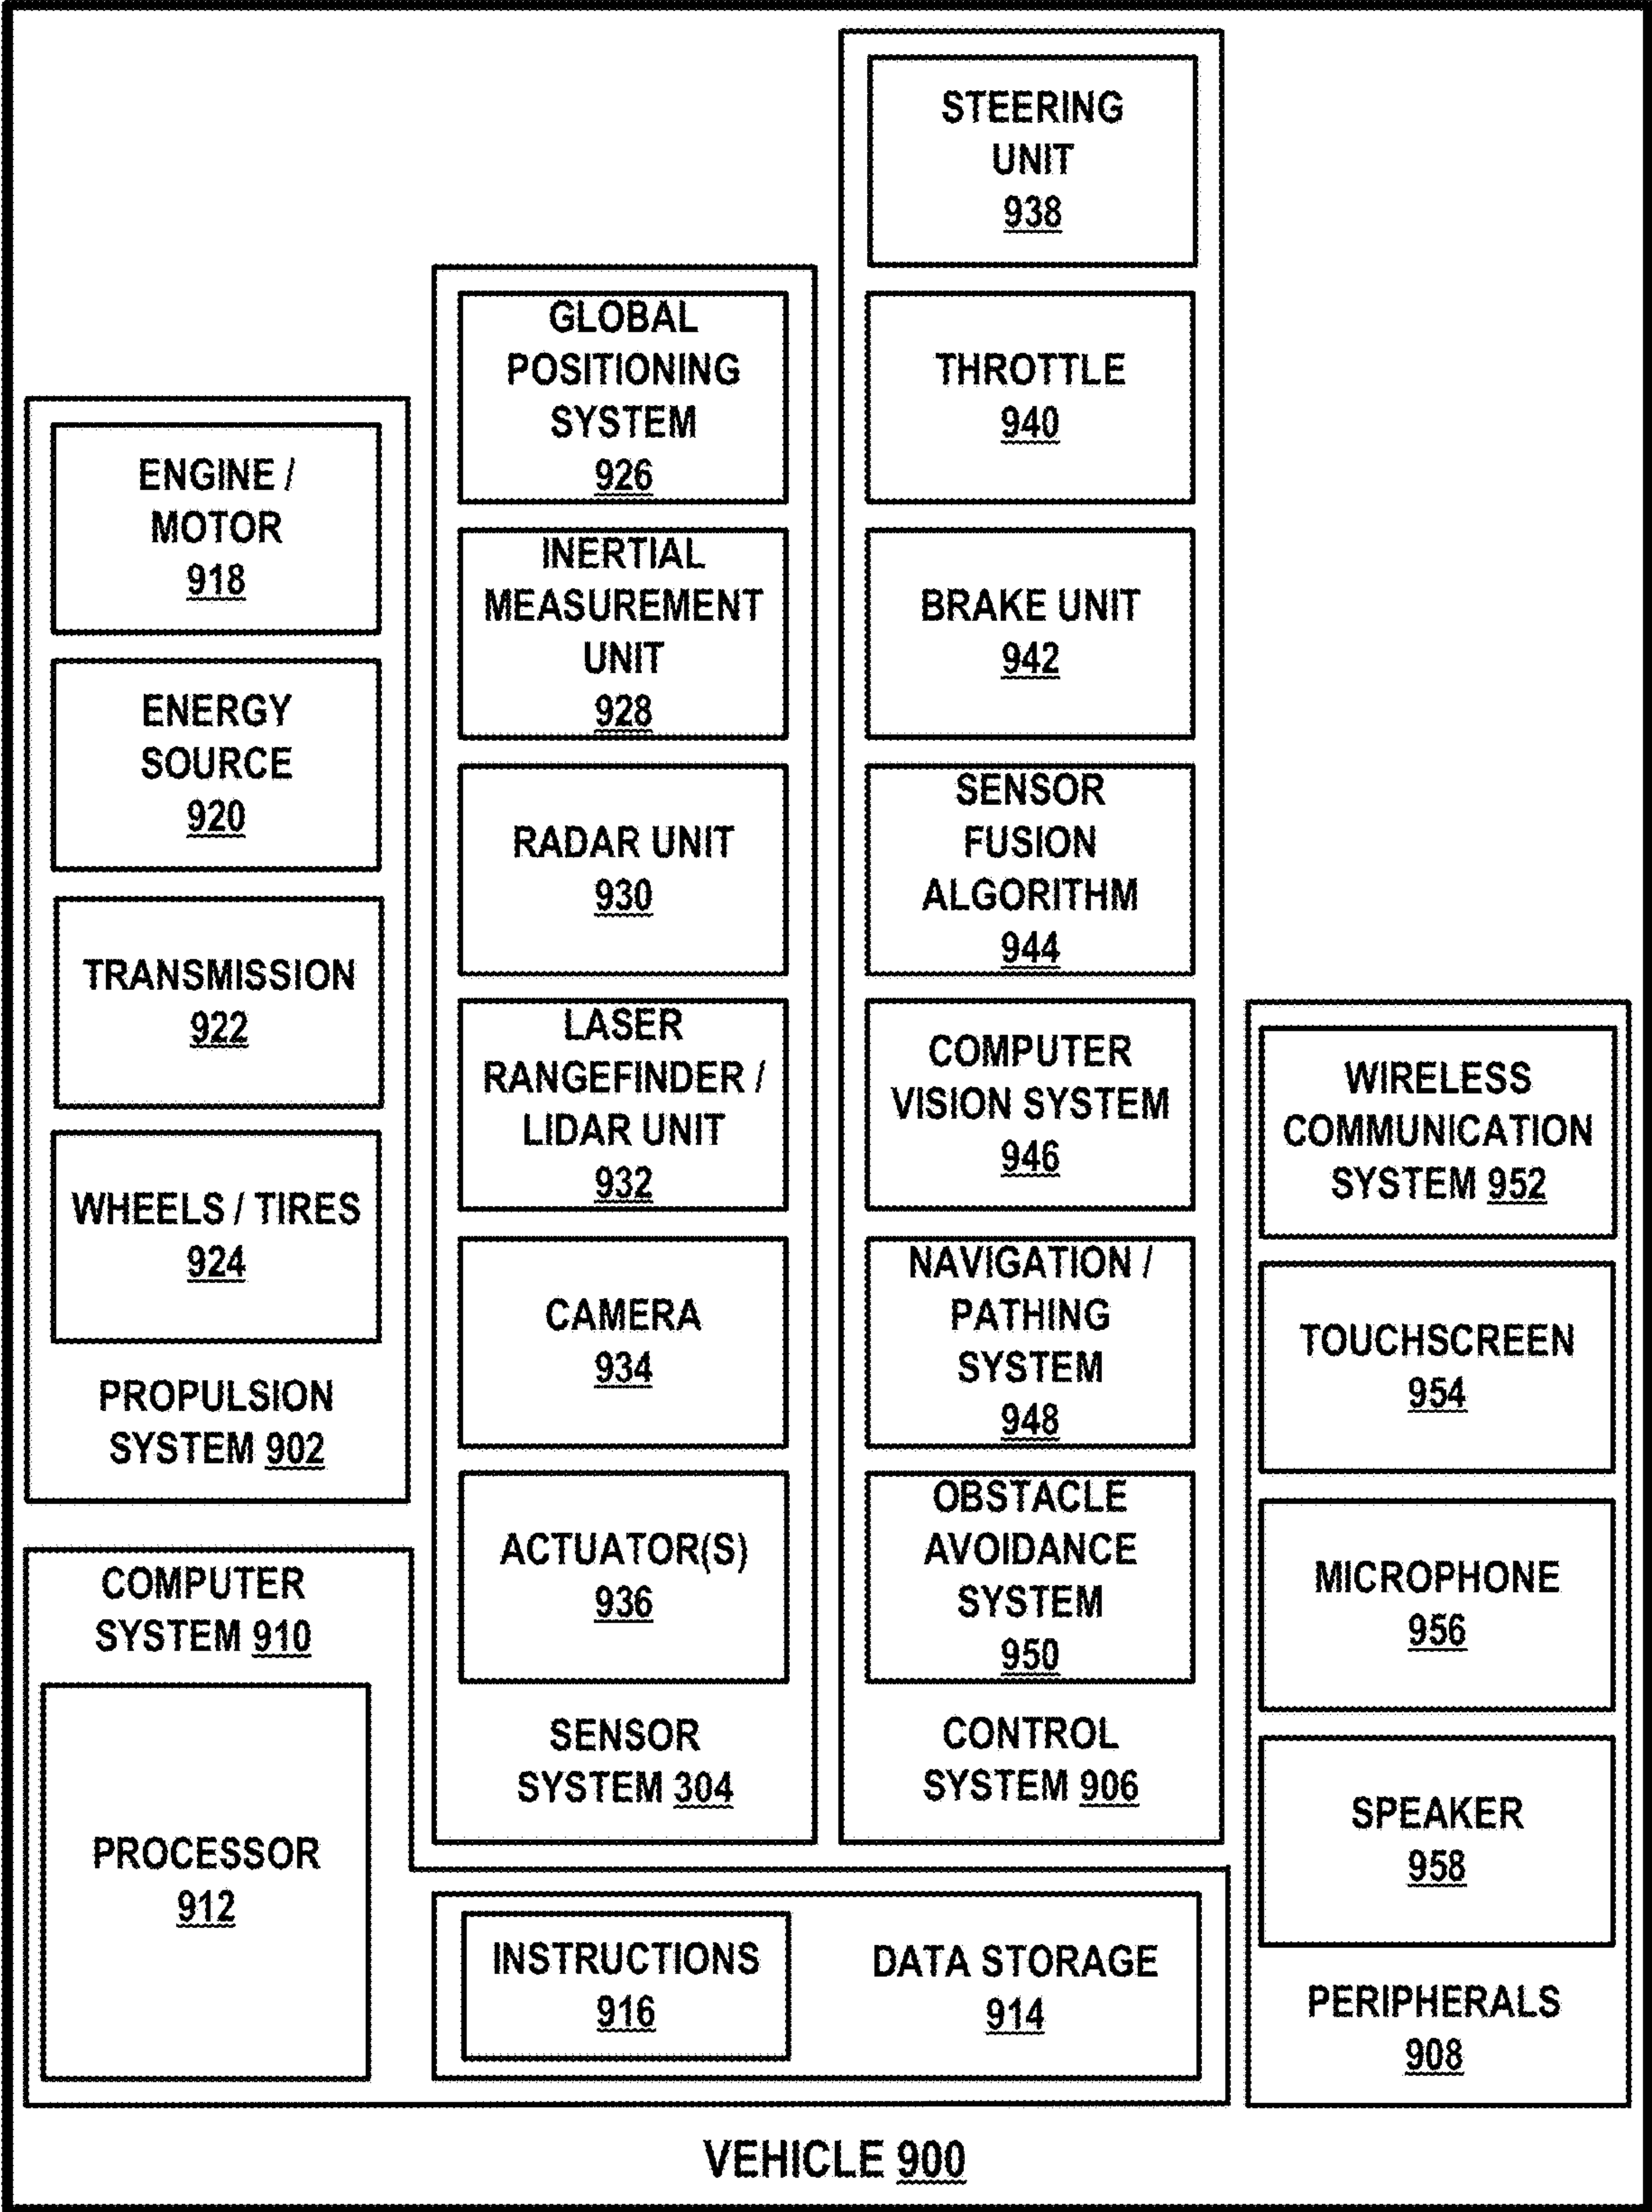 ENGINE /
MOTOR
918
ENERGY
SOURCE
920
TRANSMISSION
922
WHEELS / TIRES
924
PROPULSION
SYSTEM 902
GLOBAL
POSITIONING
SYSTEM
926
INERTIAL
MEASUREMENT
UNIT
928
RADAR UNIT
930
LASER
RANGEFINDER /
LIDAR UNIT
932
CAMERA
934
ACTUATOR(S)
936
SENSOR
SYSTEM 304
STEERING
UNIT
938
THROTTLE
940
BRAKE UNIT
942
SENSOR
FUSION
ALGORITHM
944
COMPUTER
VISION SYSTEM
946
NAVIGATION /
PATHING
SYSTEM
948
OBSTACLE
AVOIDANCE
SYSTEM
950
CONTROL
SYSTEM 906
WIRELESS
COMMUNICATION
SYSTEM 952
TOUCHSCREEN
954
MICROPHONE
956
SPEAKER
958
PERIPHERALS
908
COMPUTER
SYSTEM 910
PROCESSOR
912
INSTRUCTIONS
916
DATA STORAGE
914
VEHICLE 900